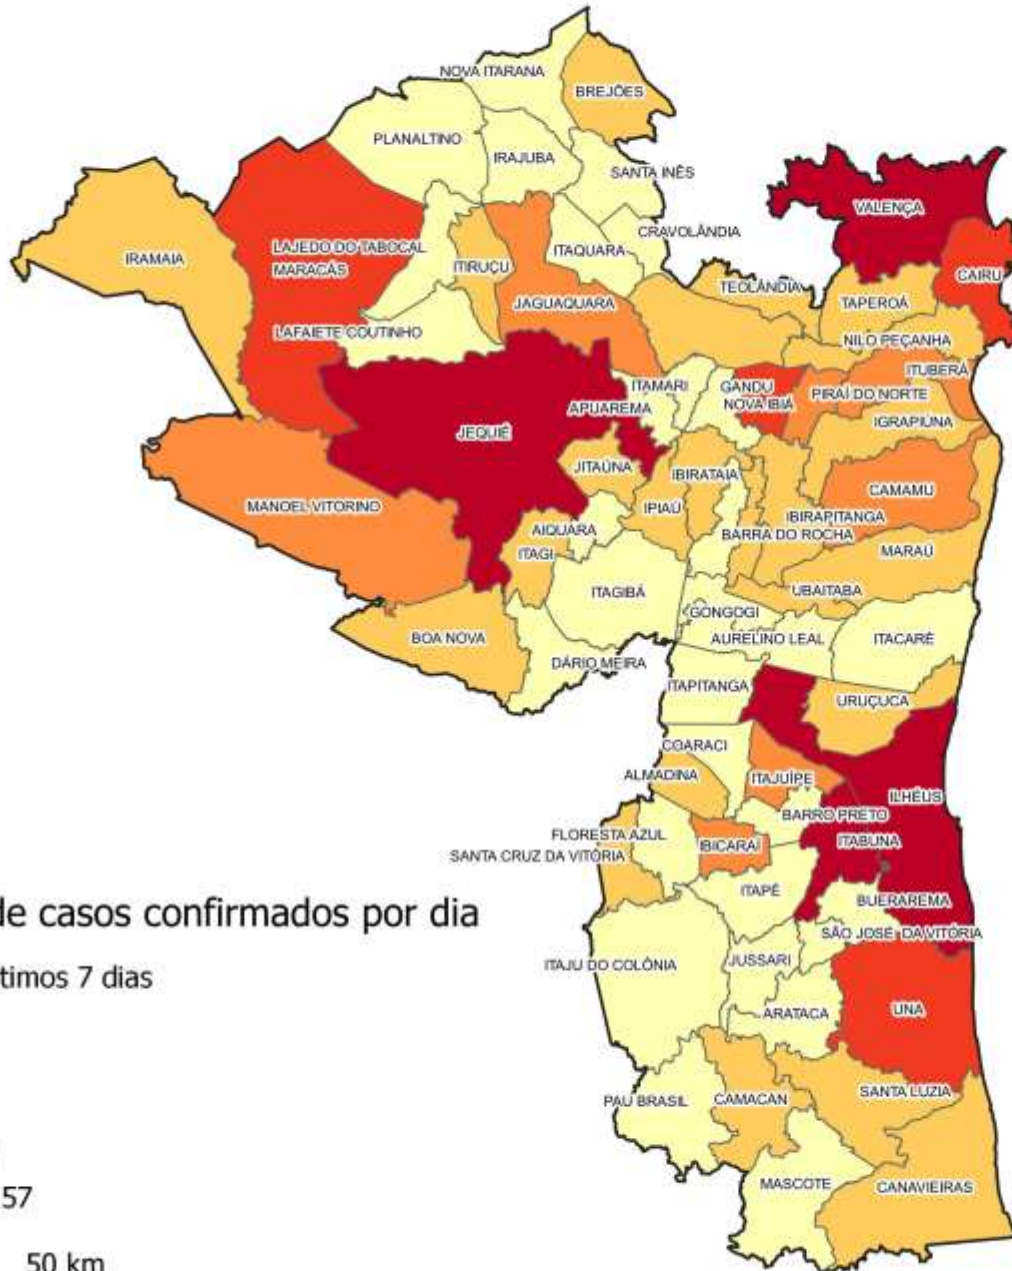 NOVA ITARANA
BREJÕES
PLANALTINO
IRAJUBA
SANTA INÊS
VALENÇA
CRAVOLÂNDIA
LAJEDO DO TABOCAL
ITAQUARA
IRAMAIA
MARACÁS
ITIRUÇU
CAIRU
TEOLÂNDIA
TAPEROÁ
JAGUAQUARA
LAFAIETE COUTINHO
NILO PEÇANHA
ITUBERÁ
ITAMARI
GANDU
PIRAÍ DO NORTE
NOVA IBIÁ
APUAREMA
IGRAPIÚNA
JEQUIÉ
JITAÚNA
IBIRATAIA
CAMAMU
MANOEL VITORINO
IPIAÚ
IBIRAPITANGA
AIQUARA
BARRA DO ROCHA
ITAGI
MARAÚ
ITAGIBÁ
UBAITABA
GONGOGI
BOA NOVA
AURELINO LEAL
ITACARÉ
DÁRIO MEIRA
ITAPITANGA
URUÇUCA
COARACI
ALMADINA
ITAJUÍPE
ILHÉUS
BARRO PRETO
FLORESTA AZUL
IBICARAÍ
ITABUNA
SANTA CRUZ DA VITÓRIA
ITAPÉ
BUERAREMA
de casos confirmados por dia
SÃO JOSÉ DA VITÓRIA
timos 7 dias
ITAJU DO COLÔNIA
JUSSARI
ARATACA
UNA
PAU BRASIL
CAMACAN
SANTA LUZIA
MASCOTE
CANAVIEIRAS
57
50 km